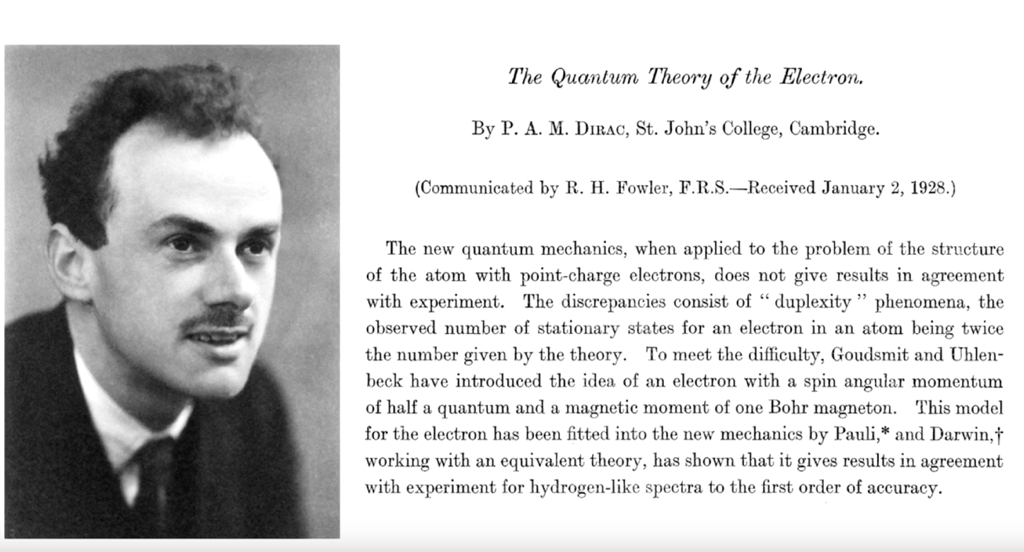 The Quantum Theory of the Electron.
By P. A. M. DIRAC, St. John's College, Cambridge.
(Communicated by R. H. Fowler, F.R.S.—Received January 2, 1928.)
The new quantum mechanics, when applied to the problem of the structure
of the atom with point-charge electrons, does not give results in agreement
with experiment. The discrepancies consist of “ duplexity ” phenomena, the
observed number of stationary states for an electron in an atom being twice
the number given by the theory. To meet the difficulty, Goudsmit and Uhlen-
beck have introduced the idea of an electron with a spin angular momentum
of half a quantum and a magnetic moment of one Bohr magneton. This model
for the electron has been fitted into the new mechanics by Pauli,* and Darwin,†
working with an equivalent theory, has shown that it gives results in agreement
with experiment for hydrogen-like spectra to the first order of accuracy.